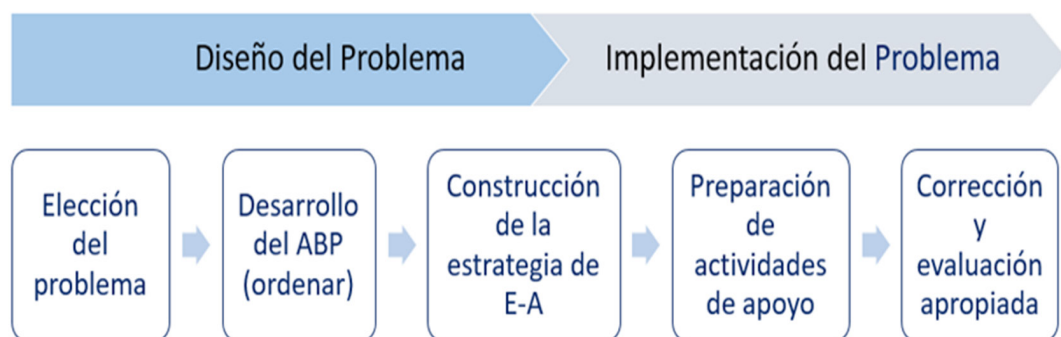 Diseño del Problema
Implementación del Problema
Elección
del
problema
Desarrollo
del ABP
(ordenar)
Construcción
de la
estrategia de
E-A
Preparación
de
actividades
de apoyo
Corrección
y
evaluación
apropiada